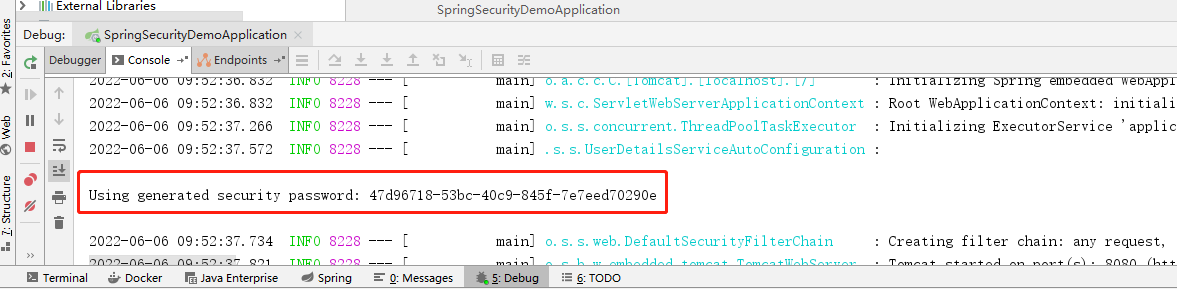 External Libraries
SpringSecurityDemoApplication
Debug: SpringSecurityDemoApplication
Debugger Console Endpoints
2: Favorites
Web
7: Structure
2022-06-06 09:52:36.832 INFO 8228 --- [ main] o.a.c.c.C.[Tomcat].[localhost].[/] : Initializing Spring embedded WebAppl
2022-06-06 09:52:36.832 INFO 8228 --- [ main] w.s.c.ServletWebServerApplicationContext : Root WebApplicationContext: initiali
2022-06-06 09:52:37.266 INFO 8228 --- [ main] o.s.s.concurrent.ThreadPoolTaskExecutor : Initializing ExecutorService 'applic
2022-06-06 09:52:37.572 INFO 8228 --- [ main] .s.s.UserDetailsServiceAutoConfiguration :
Using generated security password: 47d96718-53bc-40c9-845f-7e7eed70290e
2022-06-06 09:52:37.734 INFO 8228 --- [ main] o.s.s.web.DefaultSecurityFilterChain : Creating filter chain: any request,
2022-06-06 09:52:37.821 INFO 8228 --- [ main] o.s.b.w.embedded.tomcat.TomcatWebServer : Tomcat started on port(s): 8080 (htt
Terminal Docker Java Enterprise Spring 0: Messages 5: Debug 6: TODO